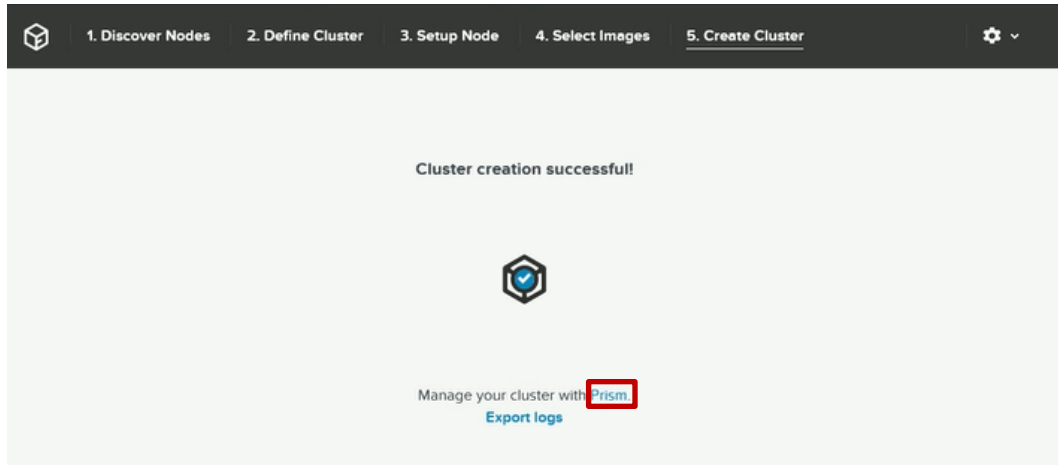 1. Discover Nodes 2. Define Cluster 3. Setup Node 4. Select Images 5. Create Cluster
Cluster creation successful!
Manage your cluster with Prism.
Export logs